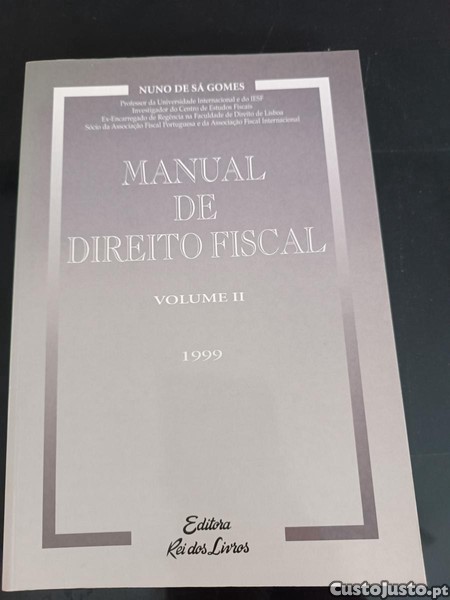 NUNO DE SÁ GOMES
Professor da Universidade Internacional e do IESF
Investigador do Centro de Estudos Fiscais
Ex-Encarregado de Regência na Faculdade de Direito de Lisboa
Sócio da Associação Fiscal Portuguesa e da Associação Fiscal Internacional
MANUAL
DE
DIREITO FISCAL
VOLUME II
1999
Editora
Rei dos Livros
CustoJusto.pt